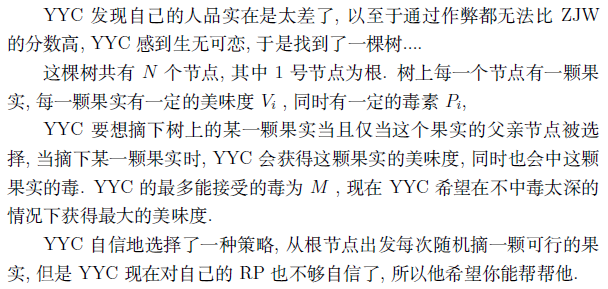 YYC 发现自己的人品实在是太差了, 以至于通过作弊都无法比 ZJW
的分数高, YYC 感到生无可恋, 于是找到了一棵树....
这棵树共有 N 个节点, 其中 1 号节点为根. 树上每一个节点有一颗果
实, 每一颗果实有一定的美味度 V_i , 同时有一定的毒素 P_i,
YYC 要想摘下树上的某一颗果实当且仅当这个果实的父亲节点被选
择, 当摘下某一颗果实时, YYC 会获得这颗果实的美味度, 同时也会中这颗
果实的毒. YYC 的最多能接受的毒为 M , 现在 YYC 希望在不中毒太深的
情况下获得最大的美味度.
YYC 自信地选择了一种策略, 从根节点出发每次随机摘一颗可行的果
实, 但是 YYC 现在对自己的 RP 也不够自信了, 所以他希望你能帮帮他.